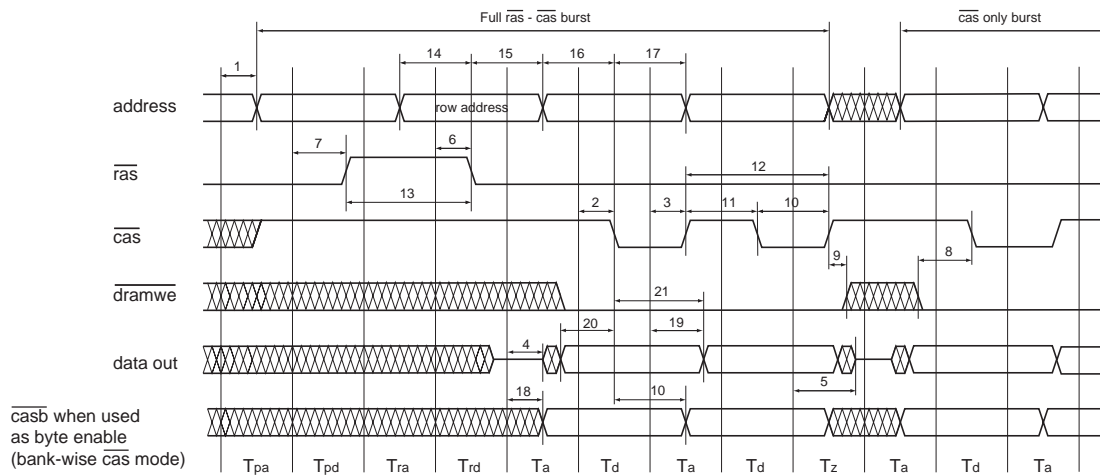 Full ras - cas burst
cas only burst
14 15 16 17
1
address
row address
7 6
12
ras
13
2 3 11 10
cas
9 8
dramwe
21
20 19
4
data out
5
18 10
casb when used
as byte enable
(bank-wise cas mode)
Tpa Tpd Tra Trd Ta Td Ta Td Tz Ta Td Ta